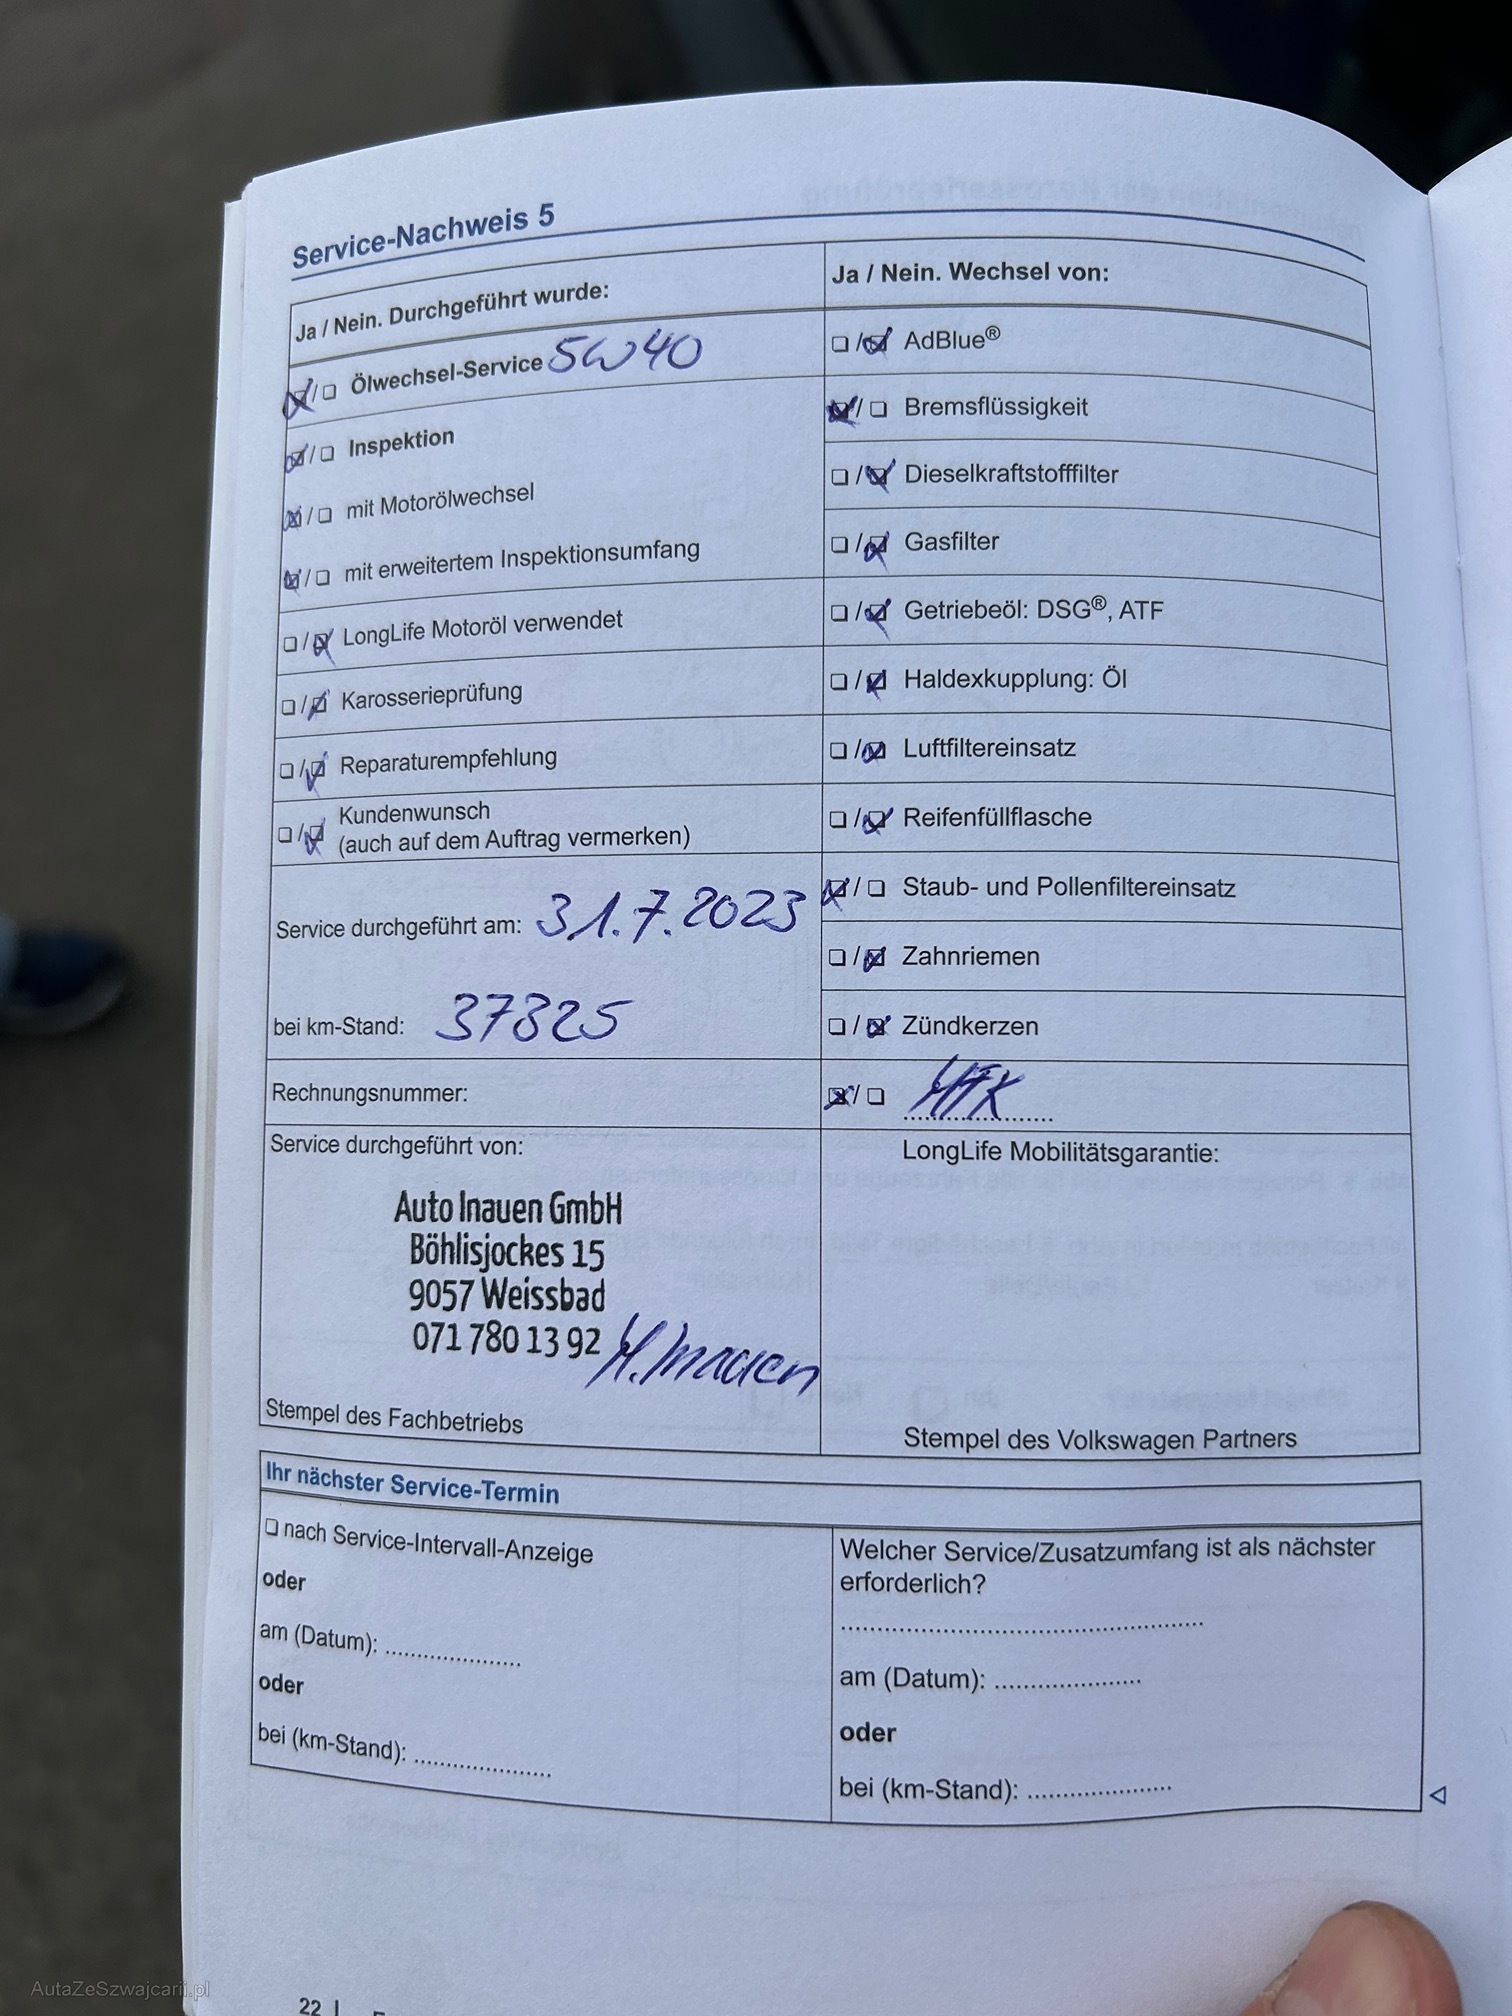 Service-Nachweis 5
Ja / Nein. Durchgeführt wurde:
❏/❏ Ölwechsel-Service 5W40
❏/❏ Inspektion
❏/❏ mit Motorölwechsel
❏/❏ mit erweitertem Inspektionsumfang
❏/❏ LongLife Motoröl verwendet
❏/❏ Karosserieprüfung
❏/❏ Reparaturempfehlung
❏/❏ Kundenwunsch
(auch auf dem Auftrag vermerken)
Service durchgeführt am: 31.7.2023
bei km-Stand: 37825
Rechnungsnummer:
Service durchgeführt von:
Auto Inauen GmbH
Böhlisjockes 15
9057 Weissbad
071 780 13 92
M. Inauen
Stempel des Fachbetriebs
Ja / Nein. Wechsel von:
❏/❏ AdBlue®
❏/❏ Bremsflüssigkeit
❏/❏ Dieselkraftstofffilter
❏/❏ Gasfilter
❏/❏ Getriebeöl: DSG®, ATF
❏/❏ Haldexkupplung: Öl
❏/❏ Luftfiltereinsatz
❏/❏ Reifenfüllflasche
❏/❏ Staub- und Pollenfiltereinsatz
❏/❏ Zahnriemen
❏/❏ Zündkerzen
❏/❏ MFK
LongLife Mobilitätsgarantie:
Stempel des Volkswagen Partners
Ihr nächster Service-Termin
❏ nach Service-Intervall-Anzeige
oder
am (Datum): .....................
oder
bei (km-Stand): .....................
Welcher Service/Zusatzumfang ist als nächster
erforderlich?
..................................................
am (Datum): .....................
oder
bei (km-Stand): .....................
AutaZeSzwajcarii.pl
22